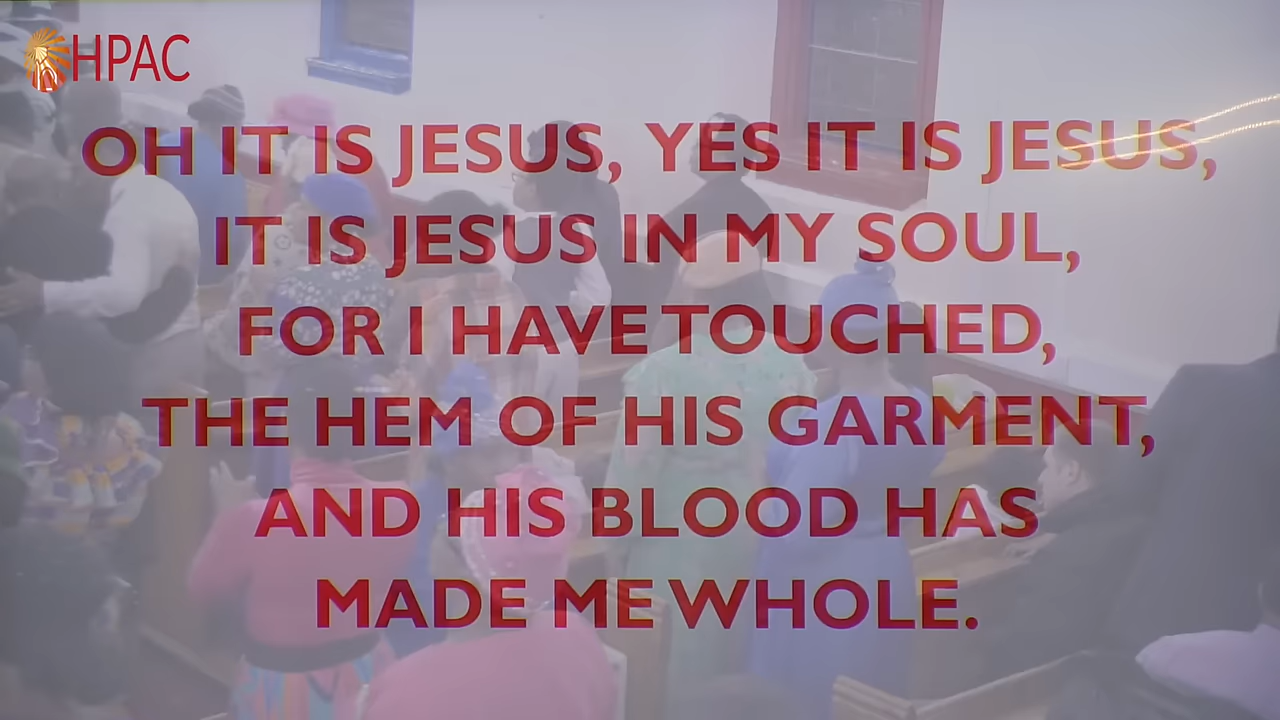 HPAC
OH IT IS JESUS, YES IT IS JESUS,
IT IS JESUS IN MY SOUL,
FOR I HAVE TOUCHED,
THE HEM OF HIS GARMENT,
AND HIS BLOOD HAS
MADE ME WHOLE.